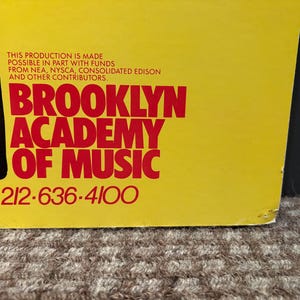 THIS PRODUCTION IS MADE
POSSIBLE IN PART WITH FUNDS
FROM NEA, NYSCA, CONSOLIDATED EDISON
AND OTHER CONTRIBUTORS.
BROOKLYN
ACADEMY
OF MUSIC
212·636·4100